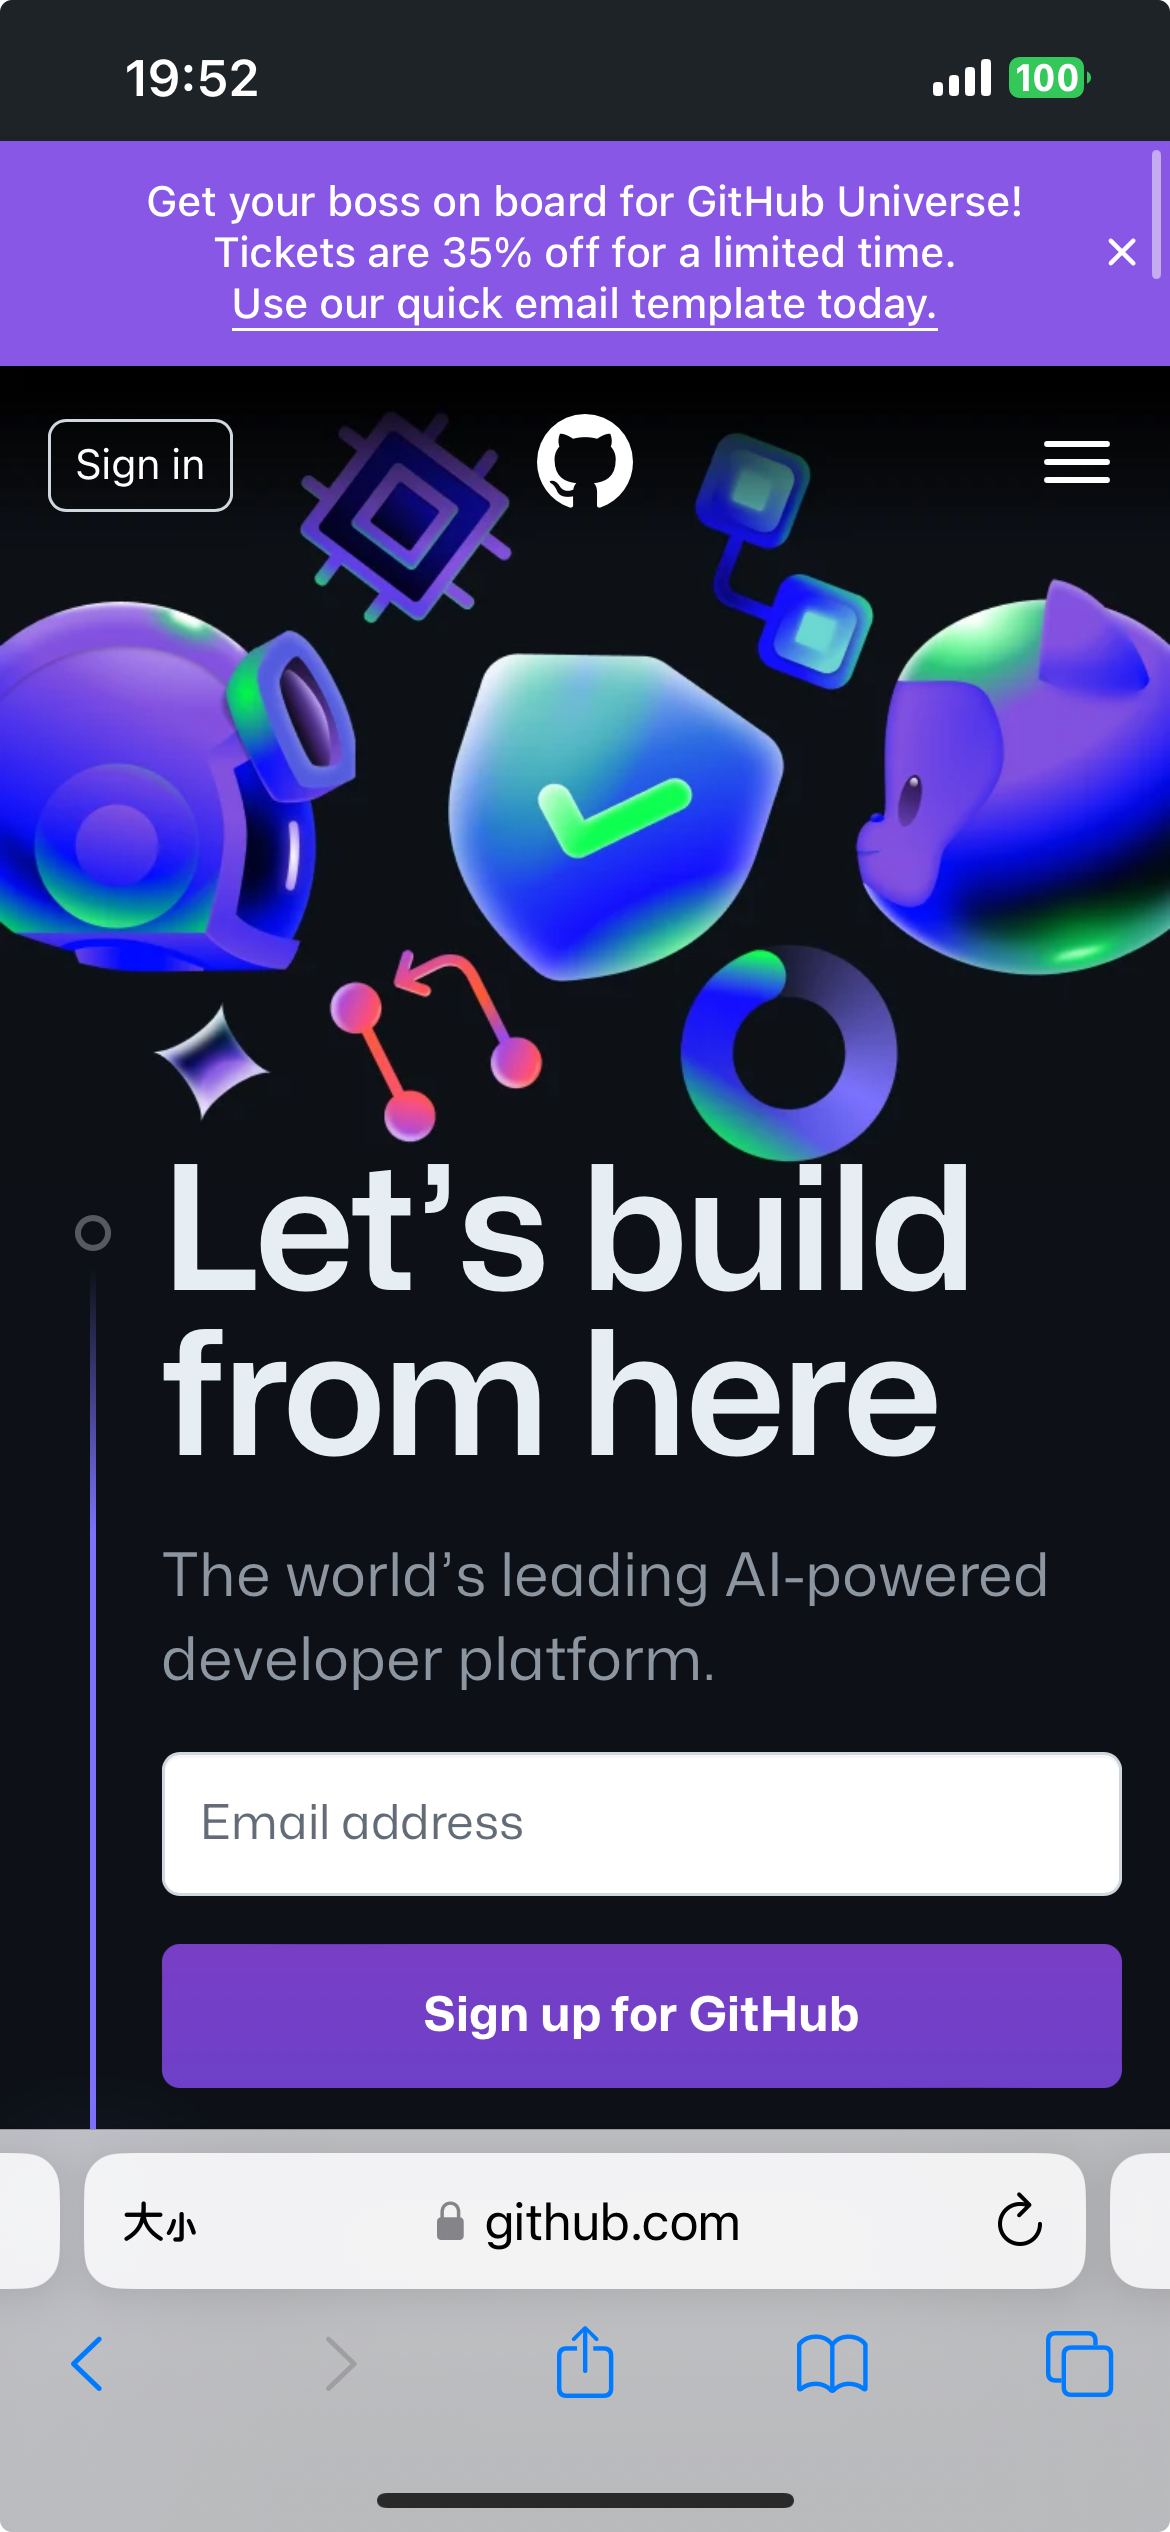 19:52
100
Get your boss on board for GitHub Universe!
Tickets are 35% off for a limited time.
Use our quick email template today.
Sign in
Let’s build
from here
The world’s leading AI-powered
developer platform.
Email address
Sign up for GitHub
大小
github.com